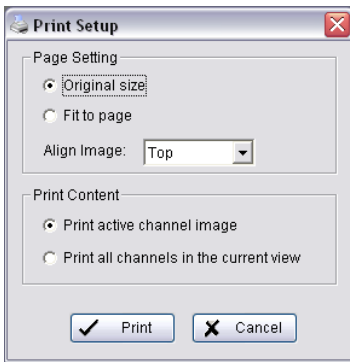 Print Setup
Page Setting
Original size
Fit to page
Align Image: Top
Print Content
Print active channel image
Print all channels in the current view
Print Cancel